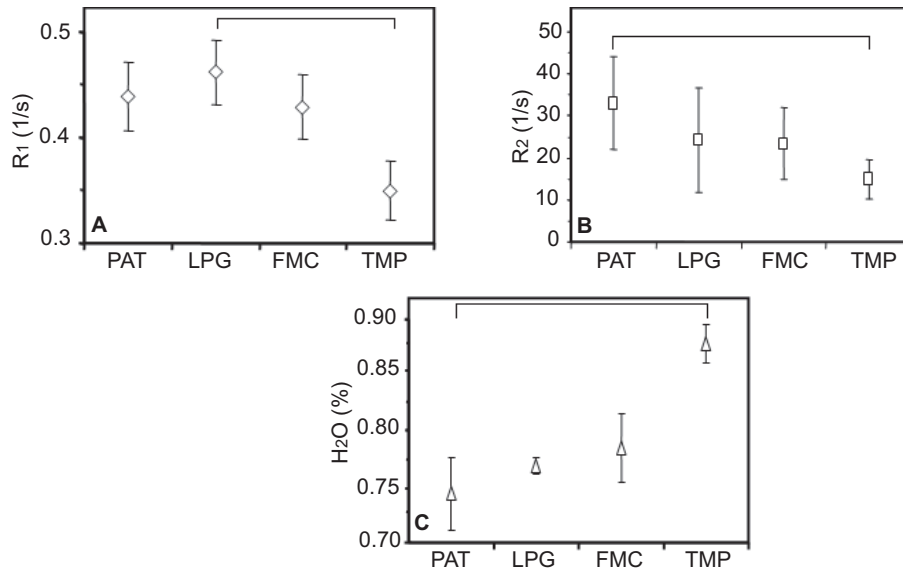 0.5
0.4
0.3
R1 (1/s)
A
PAT LPG FMC TMP
50
40
30
20
10
0
R2 (1/s)
B
PAT LPG FMC TMP
0.90
0.85
0.80
0.75
0.70
H2O (%)
C
PAT LPG FMC TMP